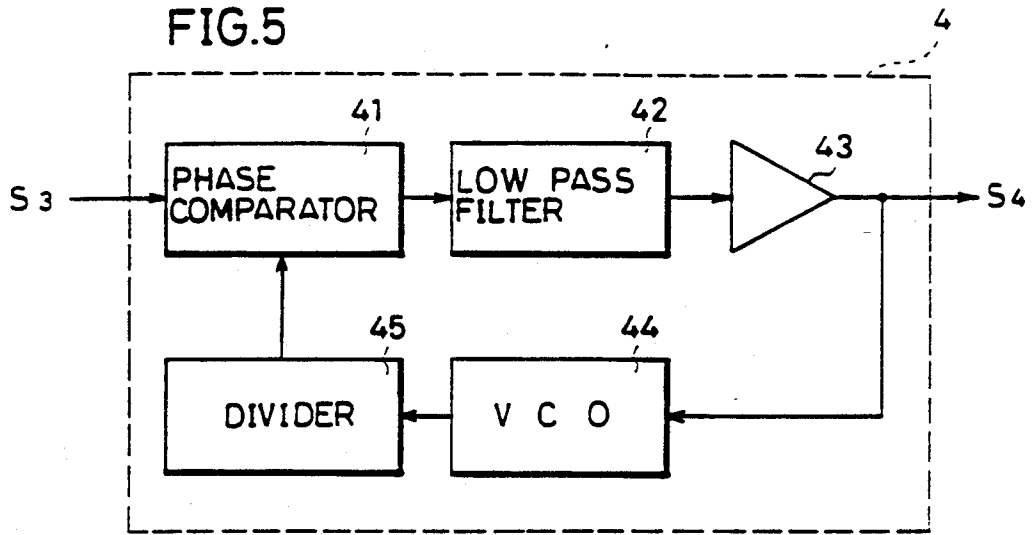 FIG.5
4
41
42
43
PHASE
COMPARATOR
LOW PASS
FILTER
S3
S4
45
44
DIVIDER
V C O